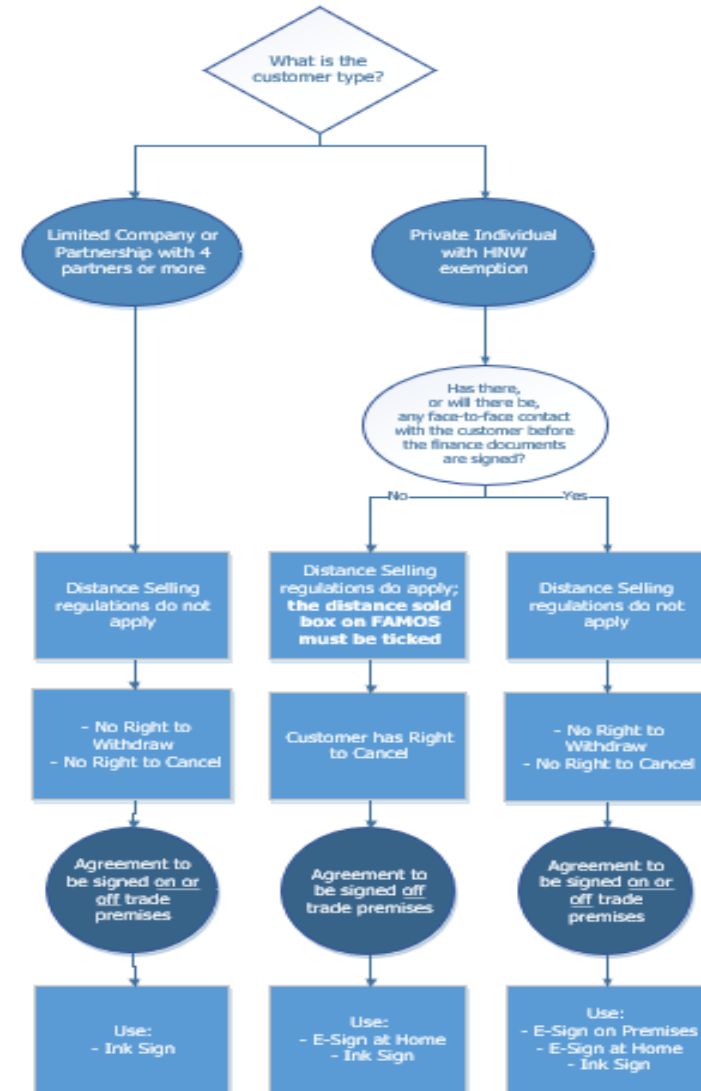 What is the
customer type?
Limited Company or
Partnership with 4
partners or more
Private Individual
with HNW
exemption
Has there,
or will there be,
any face-to-face contact
with the customer before
the finance documents
are signed?
No
Yes
Distance Selling
regulations do not
apply
Distance Selling
regulations do apply;
the distance sold
box on FAMOS
must be ticked
Distance Selling
regulations do not
apply
- No Right to
Withdraw
- No Right to Cancel
Customer has Right
to Cancel
- No Right to
Withdraw
- No Right to Cancel
Agreement to
be signed on or
off trade
premises
Agreement to
be signed off
trade premises
Agreement to
be signed on or
off trade
premises
Use:
- Ink Sign
Use:
- E-Sign at Home
- Ink Sign
Use:
- E-Sign on Premises
- E-Sign at Home
- Ink Sign